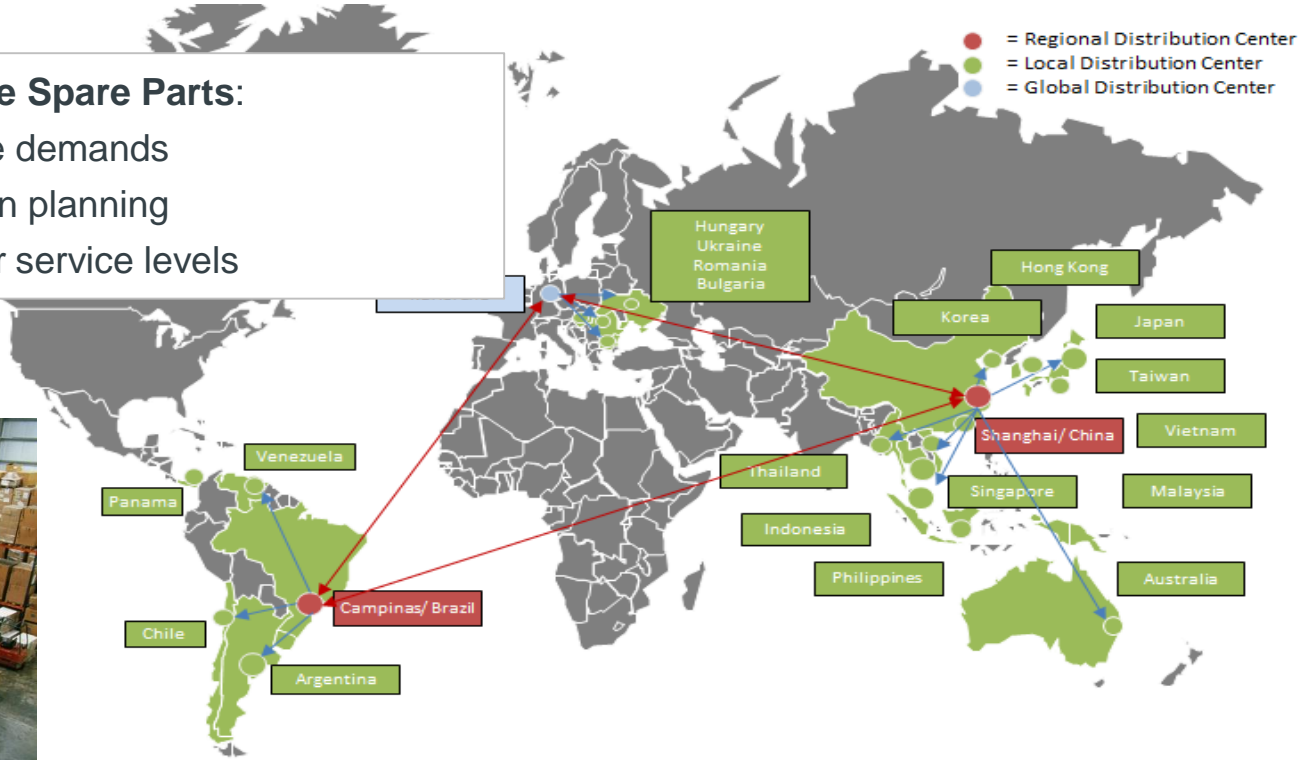 = Regional Distribution Center
= Local Distribution Center
= Global Distribution Center
e Spare Parts:
e demands
n planning
r service levels
Hungary
Ukraine
Romania
Bulgaria
Hong Kong
Korea
Japan
Taiwan
Shanghai/ China
Vietnam
Thailand
Singapore
Malaysia
Indonesia
Philippines
Australia
Venezuela
Panama
Campinas/ Brazil
Chile
Argentina